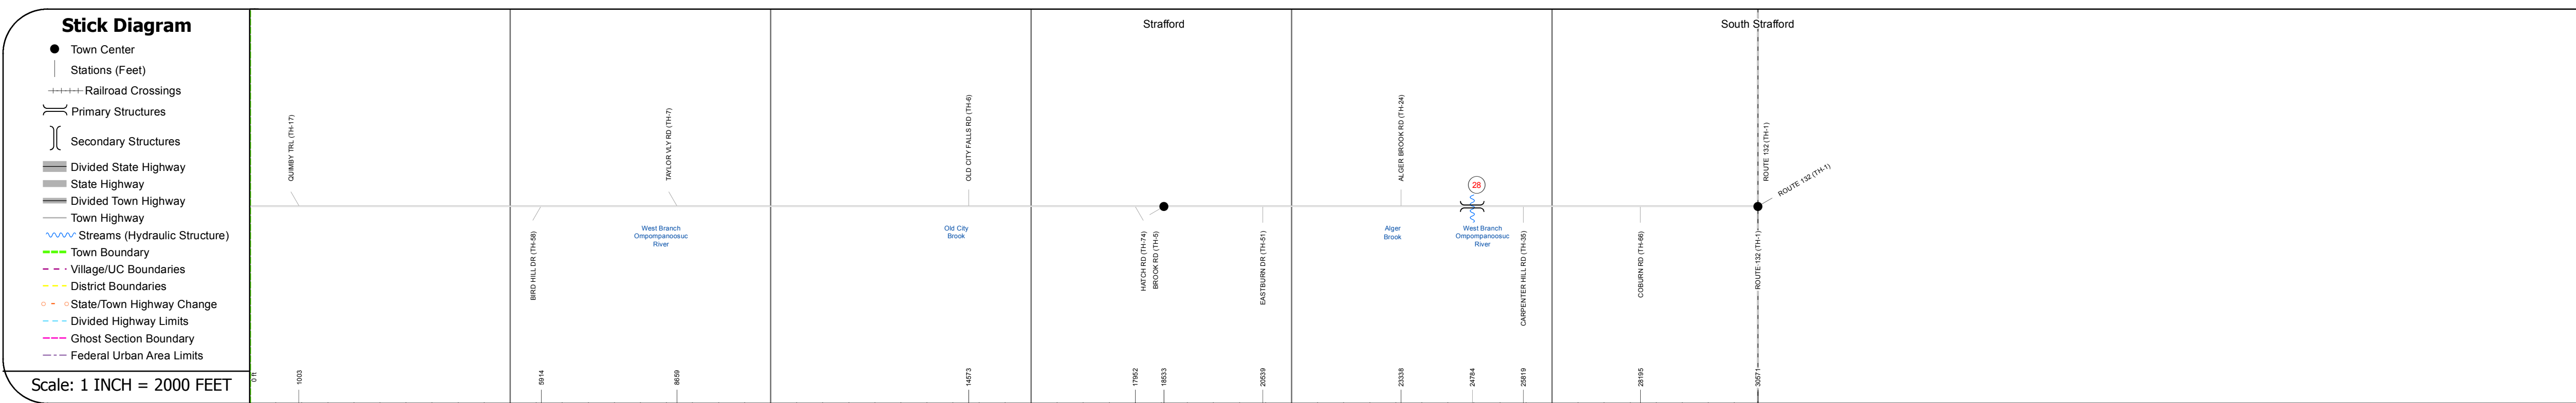 Stick Diagram
Town Center
Stations (Feet)
Railroad Crossings
Primary Structures
Secondary Structures
Divided State Highway
State Highway
Divided Town Highway
Town Highway
Streams (Hydraulic Structure)
Town Boundary
Village/UC Boundaries
District Boundaries
State/Town Highway Change
Divided Highway Limits
Ghost Section Boundary
Federal Urban Area Limits
Scale: 1 INCH = 2000 FEET
Strafford
South Strafford
QUIMBY TRL (TH-17)
TAYLOR VLY RD (TH-7)
OLD CITY FALLS RD (TH-6)
ALGER BROOK RD (TH-24)
28
ROUTE 132 (TH-1)
ROUTE 132 (TH-1)
BIRD HILL DR (TH-58)
West Branch
Ompompanoosuc
River
Old City
Brook
HATCH RD (TH-74)
BROOK RD (TH-5)
EASTBURN DR (TH-51)
Alger
Brook
West Branch
Ompompanoosuc
River
CARPENTER HILL RD (TH-35)
COBURN RD (TH-66)
ROUTE 132 (TH-1)
0 ft
1003
5914
8659
14573
17952
18533
20539
23338
24784
25819
28195
30571